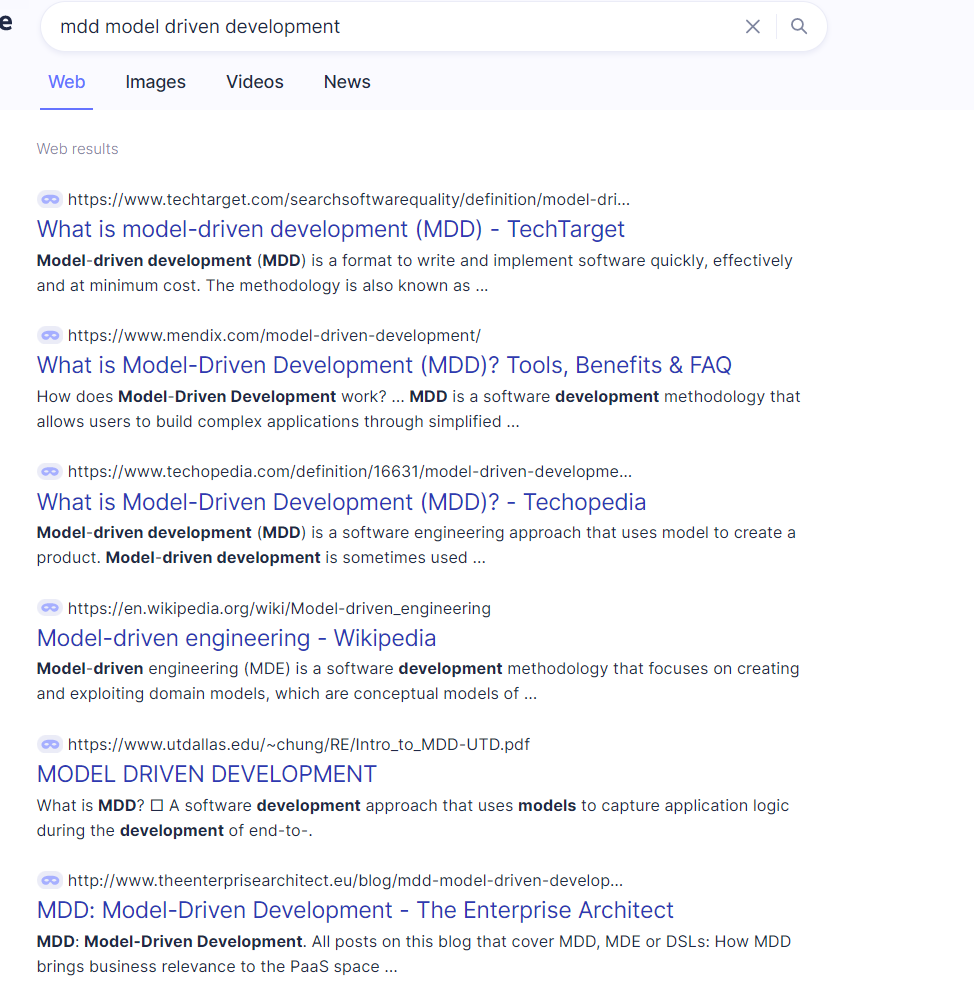 e
mdd model driven development
Web Images Videos News
Web results
https://www.techtarget.com/searchsoftwarequality/definition/model-dri...
What is model-driven development (MDD) - TechTarget
Model-driven development (MDD) is a format to write and implement software quickly, effectively
and at minimum cost. The methodology is also known as ...
https://www.mendix.com/model-driven-development/
What is Model-Driven Development (MDD)? Tools, Benefits & FAQ
How does Model-Driven Development work? ... MDD is a software development methodology that
allows users to build complex applications through simplified ...
https://www.techopedia.com/definition/16631/model-driven-developme...
What is Model-Driven Development (MDD)? - Techopedia
Model-driven development (MDD) is a software engineering approach that uses model to create a
product. Model-driven development is sometimes used ...
https://en.wikipedia.org/wiki/Model-driven_engineering
Model-driven engineering - Wikipedia
Model-driven engineering (MDE) is a software development methodology that focuses on creating
and exploiting domain models, which are conceptual models of ...
https://www.utdallas.edu/~chung/RE/Intro_to_MDD-UTD.pdf
MODEL DRIVEN DEVELOPMENT
What is MDD? □ A software development approach that uses models to capture application logic
during the development of end-to-.
http://www.theenterprisearchitect.eu/blog/mdd-model-driven-develop...
MDD: Model-Driven Development - The Enterprise Architect
MDD: Model-Driven Development. All posts on this blog that cover MDD, MDE or DSLs: How MDD
brings business relevance to the PaaS space ...